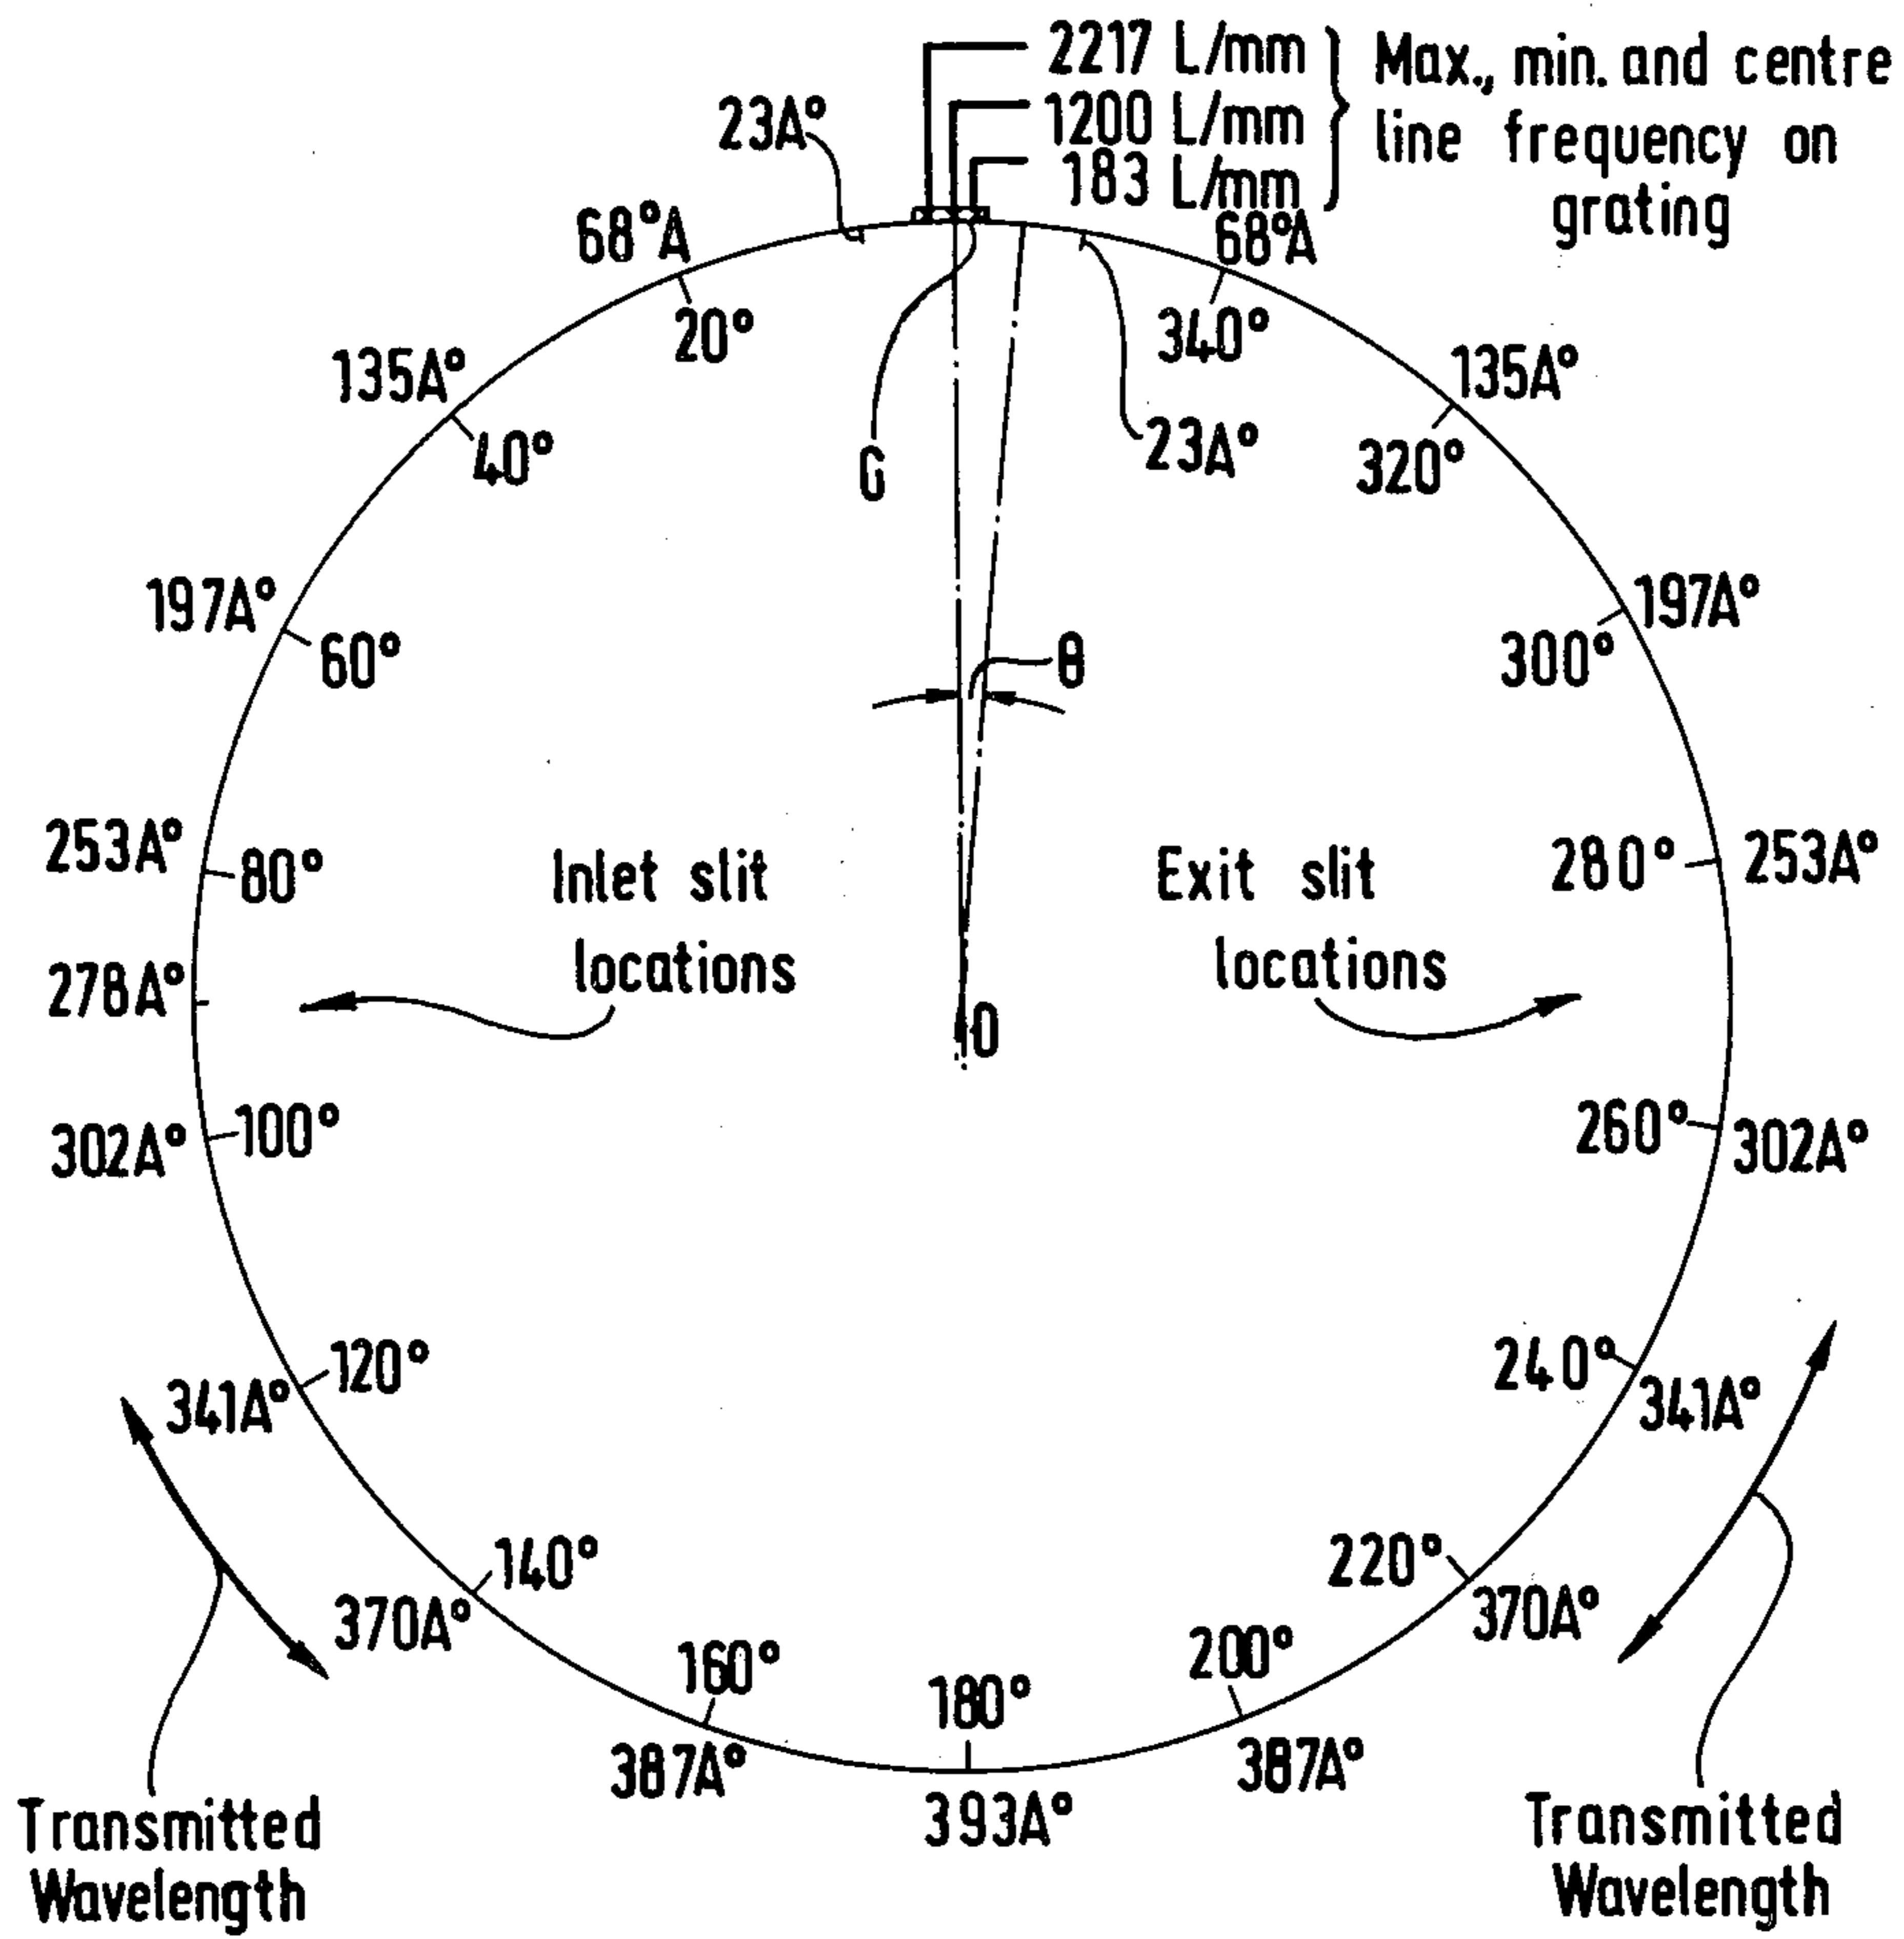 2217 L/mm
1200 L/mm
183 L/mm
Max., min. and centre
line frequency on
grating
23A°
68°A
68°A
20°
340°
135A°
135A°
40°
G
23A°
320°
197A°
197A°
60°
300°
θ
253A°
80°
Inlet slit
locations
Exit slit
locations
280°
253A°
278A°
O
302A°
100°
260°
302A°
120°
240°
341A°
341A°
140°
220°
370A°
370A°
160°
200°
180°
387A°
387A°
393A°
Transmitted
Wavelength
Transmitted
Wavelength